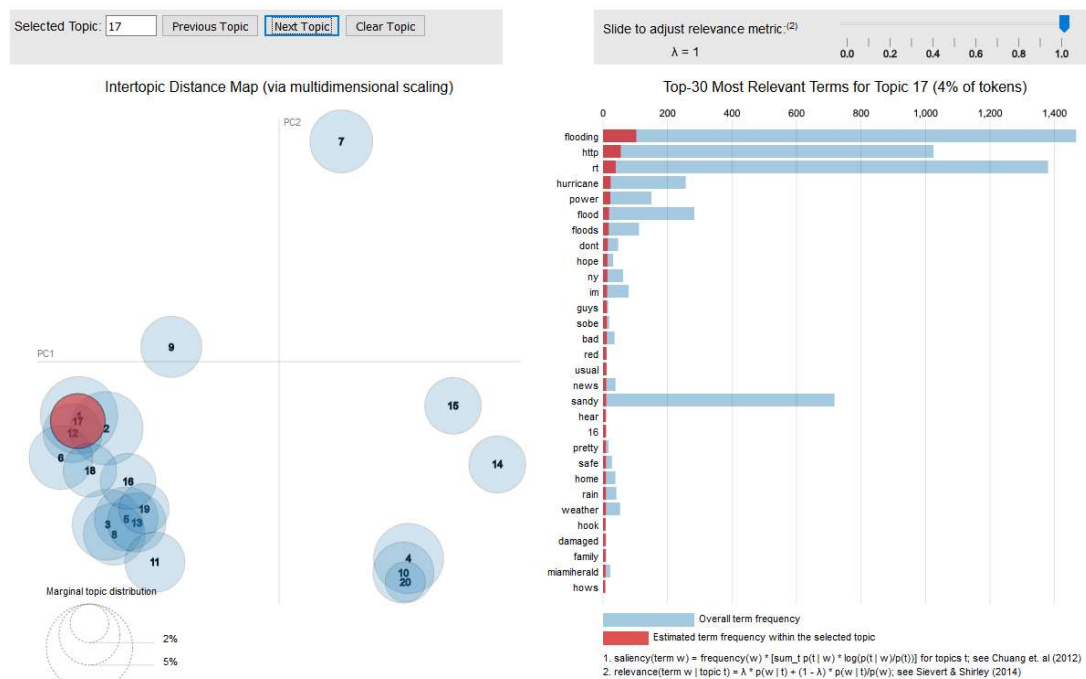 Selected Topic: 17 Previous Topic Next Topic Clear Topic
Slide to adjust relevance metric:(2)
λ = 1
0.0 0.2 0.4 0.6 0.8 1.0
Intertopic Distance Map (via multidimensional scaling)
PC2
PC1
7
9
15
14
1
17
12
2
6
18
16
19
3
5
13
8
11
4
10
20
Marginal topic distribution
2%
5%
Top-30 Most Relevant Terms for Topic 17 (4% of tokens)
0 200 400 600 800 1,000 1,200 1,400
flooding
http
rt
hurricane
power
flood
floods
dont
hope
ny
im
guys
sobe
bad
red
usual
news
sandy
hear
16
pretty
safe
home
rain
weather
hook
damaged
family
miamiherald
hows
Overall term frequency
Estimated term frequency within the selected topic
1. saliency(term w) = frequency(w) * [sum_t p(t | w) * log(p(t | w)/p(t))] for topics t; see Chuang et. al (2012)
2. relevance(term w | topic t) = λ * p(w | t) + (1 - λ) * p(w | t)/p(w); see Sievert & Shirley (2014)